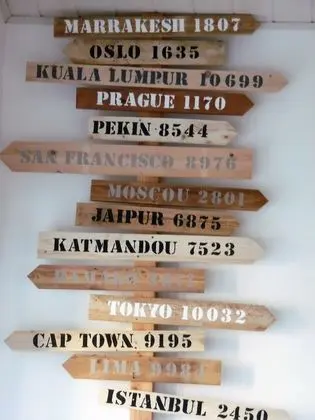 MARRAKESH 1807
OSLO 1635
KUALA LUMPUR 10699
PRAGUE 1170
PEKIN 8544
SAN FRANCISCO 8976
MOSCOU 2801
JAIPUR 6875
KATMANDOU 7523
TOKYO 10032
CAP TOWN 9195
LIMA
ISTANBUL 2450